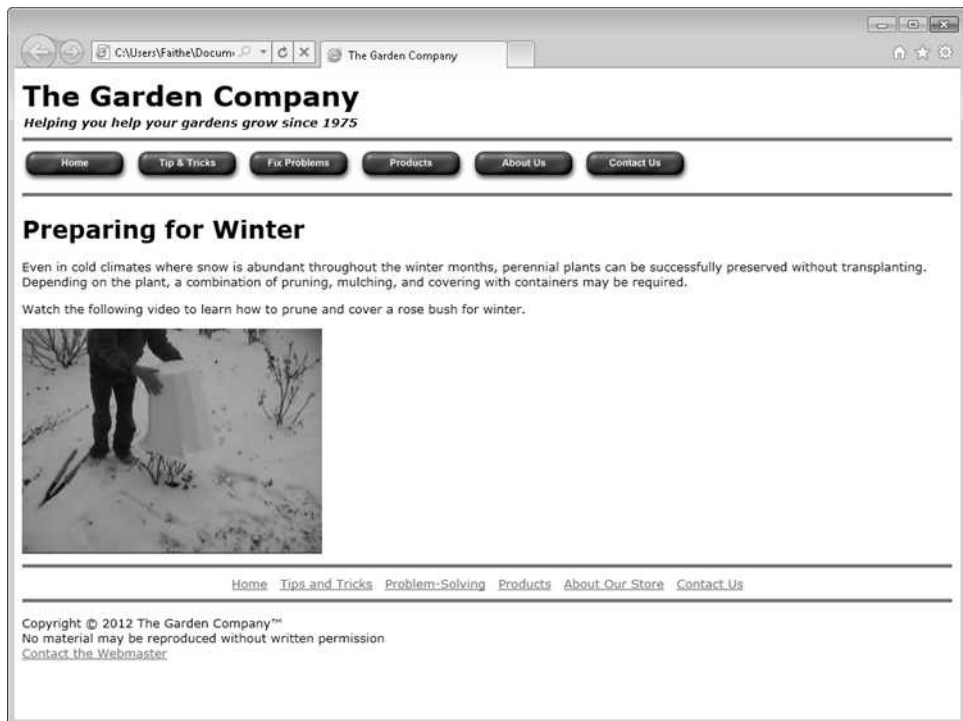 C:\Users\Faithe\Docum
The Garden Company
The Garden Company
Helping you help your gardens grow since 1975
Home Tip & Tricks Fix Problems Products About Us Contact Us
Preparing for Winter
Even in cold climates where snow is abundant throughout the winter months, perennial plants can be successfully preserved without transplanting.
Depending on the plant, a combination of pruning, mulching, and covering with containers may be required.
Watch the following video to learn how to prune and cover a rose bush for winter.
Home Tips and Tricks Problem-Solving Products About Our Store Contact Us
Copyright © 2012 The Garden Company™
No material may be reproduced without written permission
Contact the Webmaster